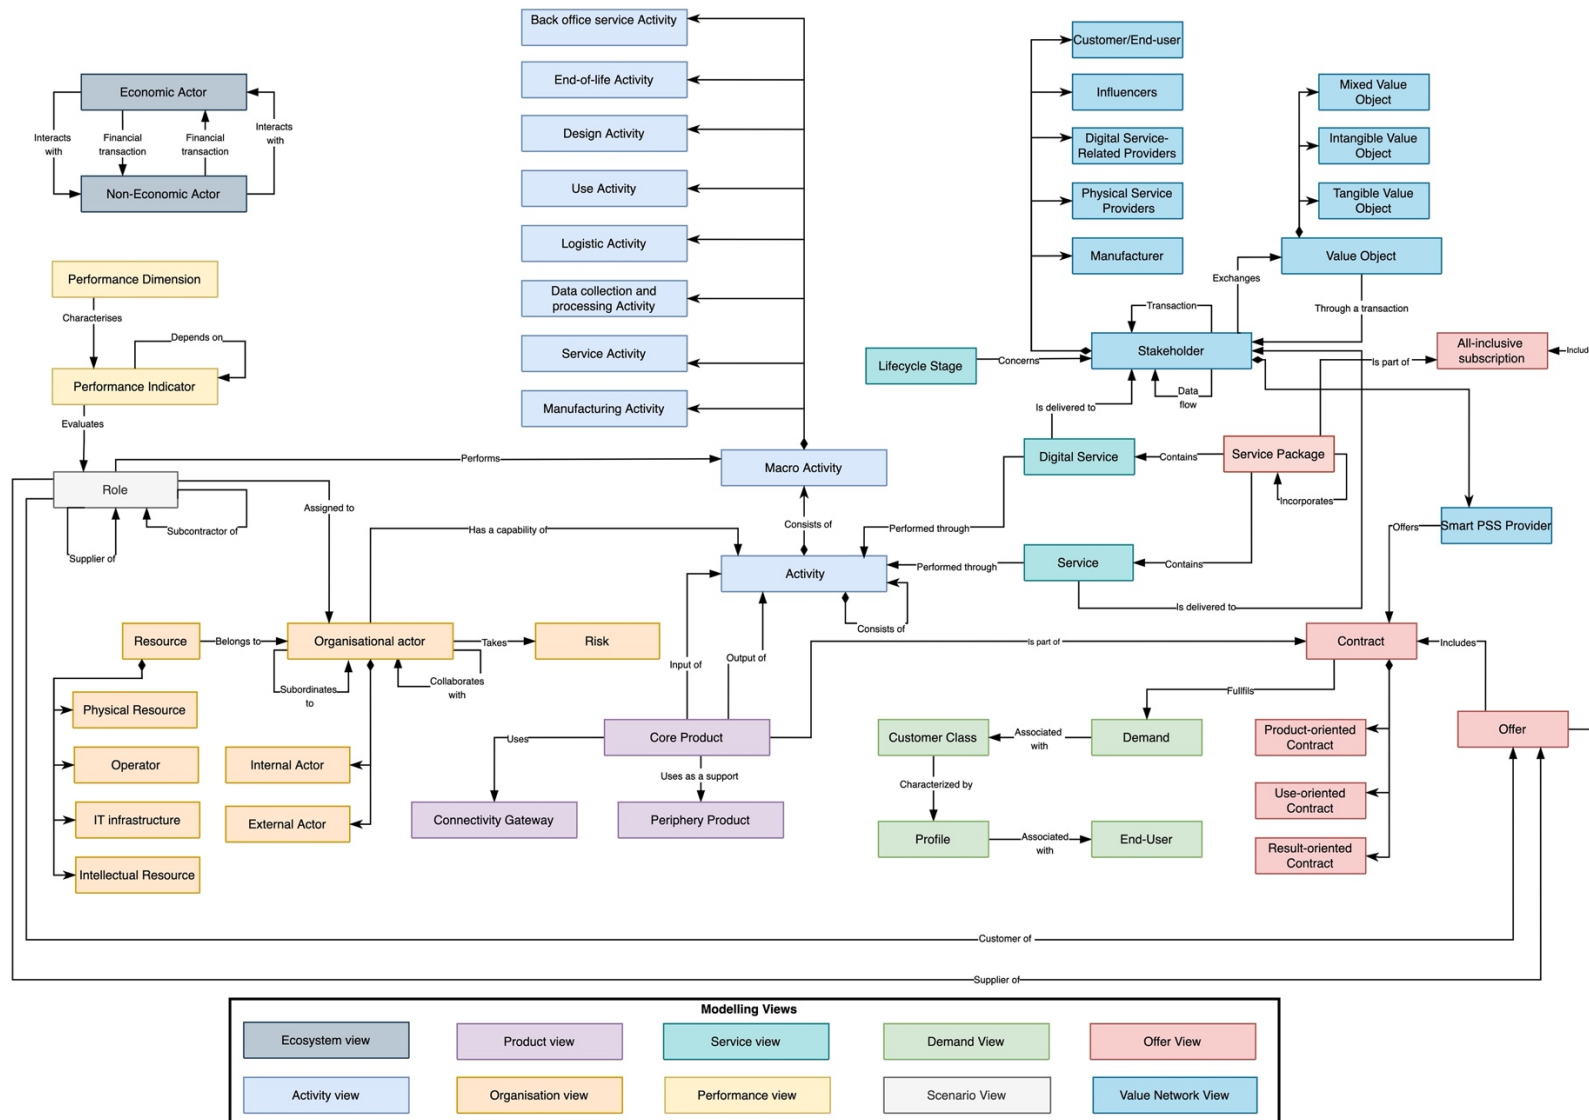 Back office service Activity
End-of-life Activity
Design Activity
Use Activity
Logistic Activity
Data collection and
processing Activity
Service Activity
Manufacturing Activity
Macro Activity
Consists of
Activity
Consists of
Economic Actor
Interacts
with
Financial
transaction
Financial
transaction
Interacts
with
Non-Economic Actor
Performance Dimension
Characterises
Depends on
Performance Indicator
Evaluates
Role
Supplier of
Subcontractor of
Performs
Assigned to
Has a capability of
Resource
Belongs to
Organisational actor
Takes
Risk
Subordinates
to
Collaborates
with
Physical Resource
Operator
IT infrastructure
Intellectual Resource
Internal Actor
External Actor
Input of
Output of
Core Product
Uses
Uses as a support
Connectivity Gateway
Periphery Product
Is part of
Customer/End-user
Influencers
Digital Service-
Related Providers
Physical Service
Providers
Manufacturer
Mixed Value
Object
Intangible Value
Object
Tangible Value
Object
Value Object
Exchanges
Through a transaction
Transaction
Stakeholder
Data
flow
Lifecycle Stage
Concerns
Is delivered to
Digital Service
Contains
Service Package
Incorporates
Is part of
All-inclusive
subscription
Performed through
Performed through
Service
Contains
Is delivered to
Smart PSS Provider
Offers
Contract
Includes
Fullfils
Customer Class
Associated
with
Demand
Characterized by
Profile
Associated
with
End-User
Product-oriented
Contract
Use-oriented
Contract
Result-oriented
Contract
Offer
Customer of
Supplier of
Modelling Views
Ecosystem view
Product view
Service view
Demand View
Offer View
Activity view
Organisation view
Performance view
Scenario View
Value Network View